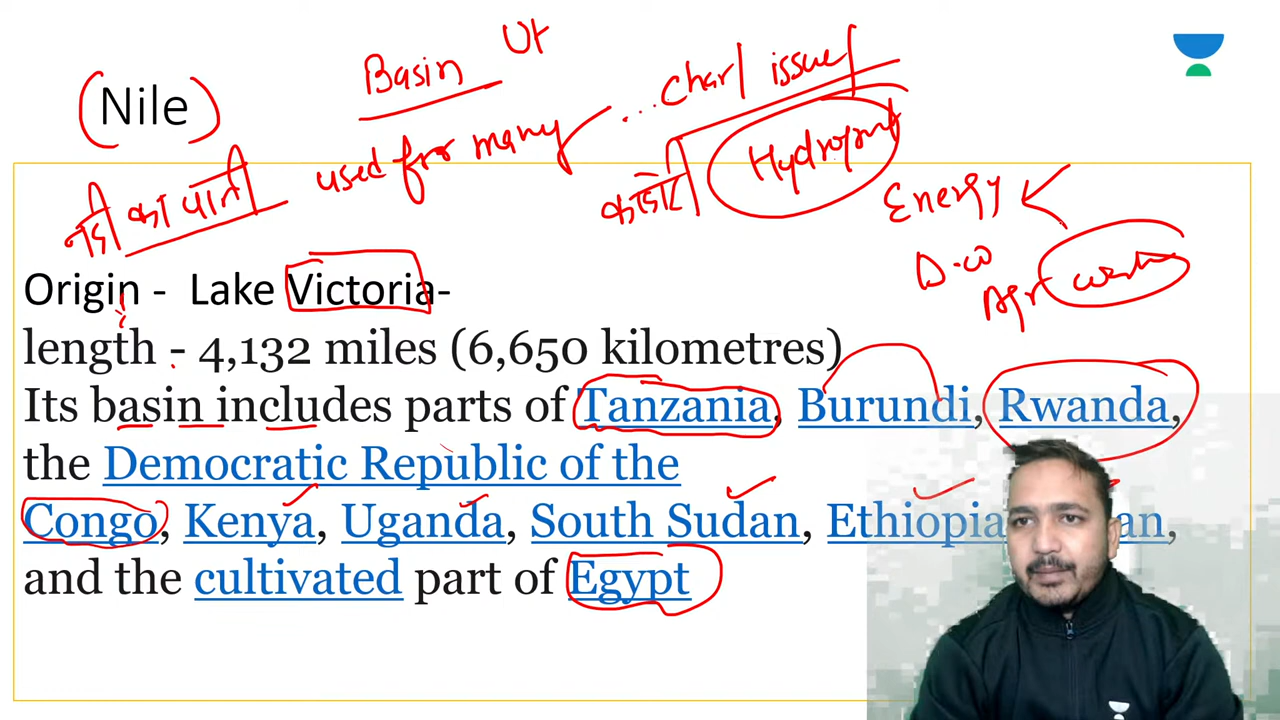 Basin
(Nile)
used for many
नदी का पानी
Energy
Origin - Lake Victoria-
length - 4,132 miles (6,650 kilometres)
Its basin includes parts of Tanzania, Burundi, Rwanda,
the Democratic Republic of the
Congo, Kenya, Uganda, South Sudan, Ethiopia
and the cultivated part of Egypt